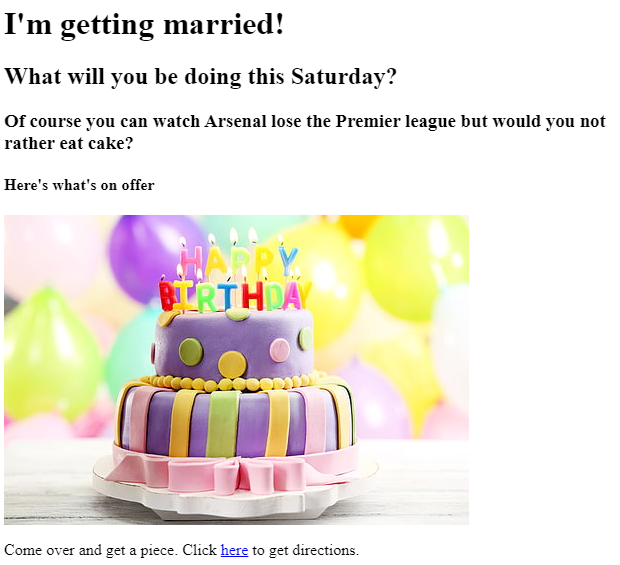 I'm getting married!
What will you be doing this Saturday?
Of course you can watch Arsenal lose the Premier league but would you not
rather eat cake?
Here's what's on offer
HAPPY
BIRTHDAY
Come over and get a piece. Click here to get directions.